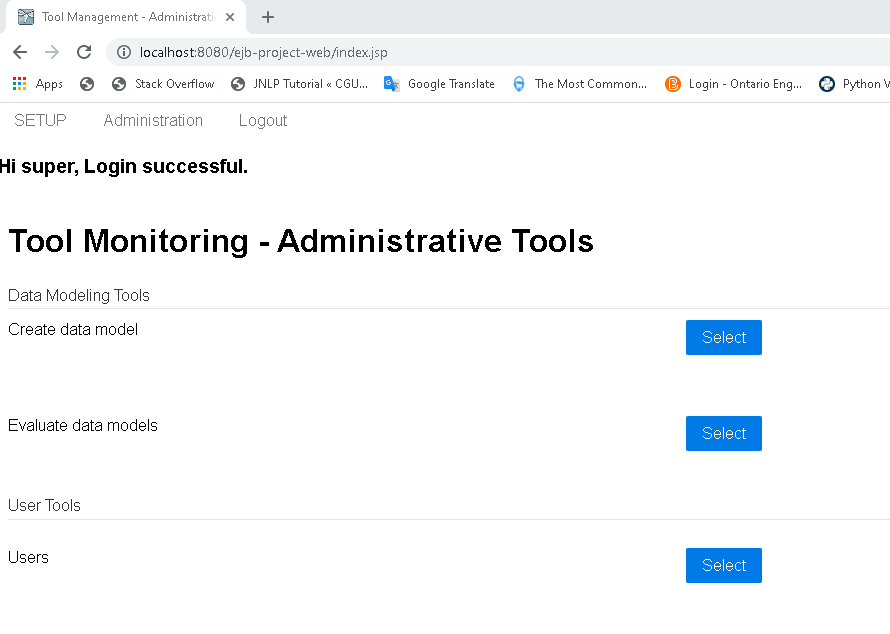 Tool Management - Administrati
localhost:8080/ejb-project-web/index.jsp
Apps Stack Overflow JNLP Tutorial « CGU... Google Translate The Most Common... Login - Ontario Eng... Python V
SETUP Administration Logout
Hi super, Login successful.
Tool Monitoring - Administrative Tools
Data Modeling Tools
Create data model Select
Evaluate data models Select
User Tools
Users Select